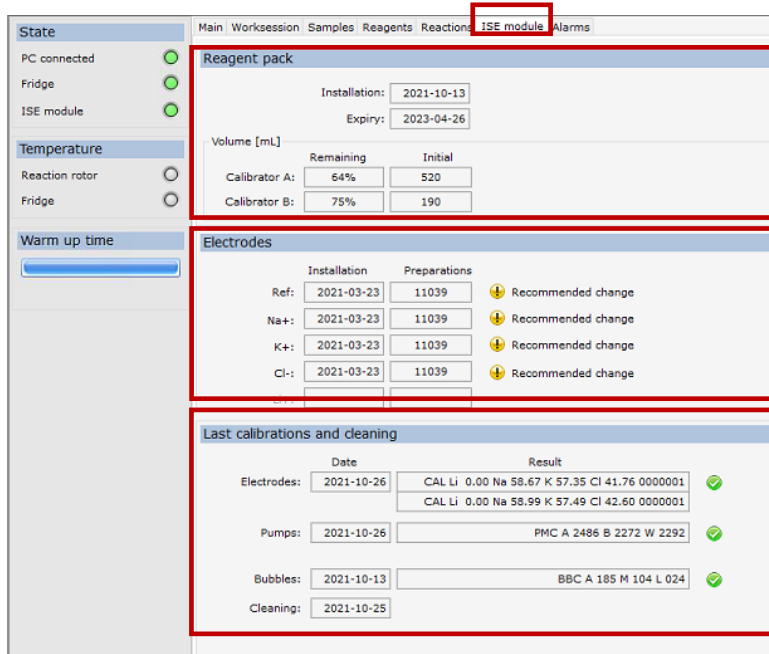 State
PC connected
Fridge
ISE module
Temperature
Reaction rotor
Fridge
Warm up time
Main Worksession Samples Reagents Reactions ISE module Alarms
Reagent pack
Installation: 2021-10-13
Expiry: 2023-04-26
Volume [mL]
Remaining Initial
Calibrator A: 64% 520
Calibrator B: 75% 190
Electrodes
Installation Preparations
Ref: 2021-03-23 11039 Recommended change
Na+: 2021-03-23 11039 Recommended change
K+: 2021-03-23 11039 Recommended change
Cl-: 2021-03-23 11039 Recommended change
Last calibrations and cleaning
Date Result
Electrodes: 2021-10-26 CAL Li 0.00 Na 58.67 K 57.35 Cl 41.76 0000001
CAL Li 0.00 Na 58.99 K 57.49 Cl 42.60 0000001
Pumps: 2021-10-26 PMC A 2486 B 2272 W 2292
Bubbles: 2021-10-13 BBC A 185 M 104 L 024
Cleaning: 2021-10-25